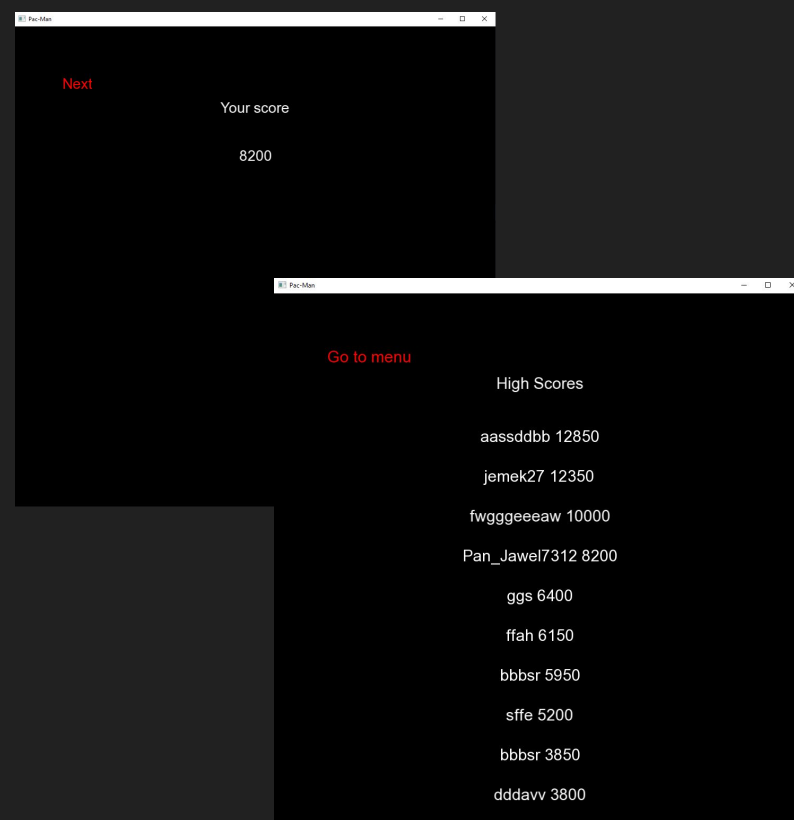 Pac-Man
Next
Your score
8200
Pac-Man
Go to menu
High Scores
aassddbb 12850
jemek27 12350
fwgggeeeaw 10000
Pan_Jawel7312 8200
ggs 6400
ffah 6150
bbbsr 5950
sffe 5200
bbbsr 3850
dddavv 3800